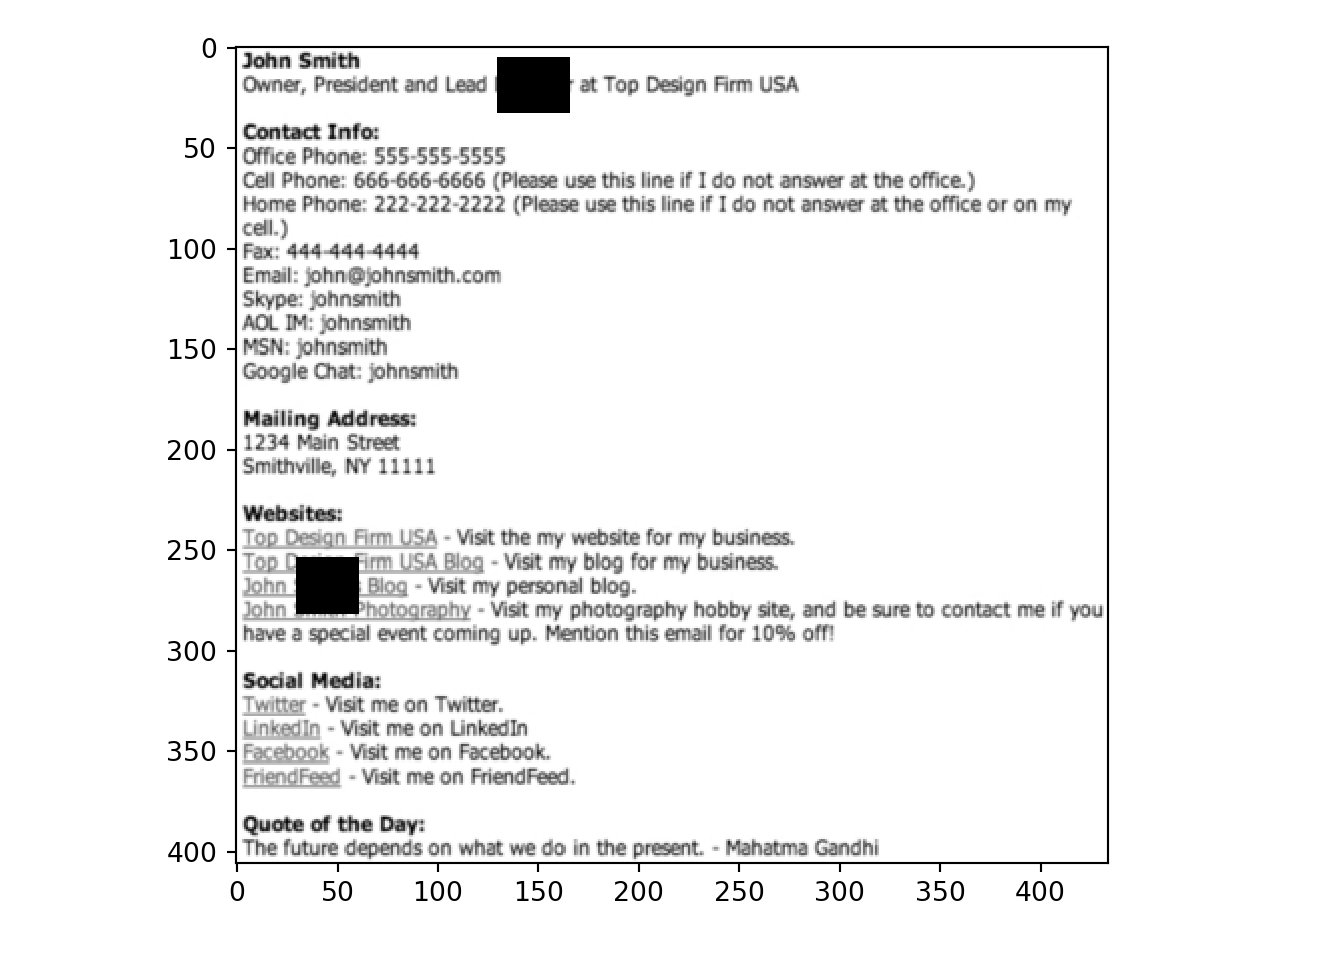 John Smith
Owner, President and Lead at Top Design Firm USA
Contact Info:
Office Phone: 555-555-5555
Cell Phone: 666-666-6666 (Please use this line if I do not answer at the office.)
Home Phone: 222-222-2222 (Please use this line if I do not answer at the office or on my
cell.)
Fax: 444-444-4444
Email: john@johnsmith.com
Skype: johnsmith
AOL IM: johnsmith
MSN: johnsmith
Google Chat: johnsmith
Mailing Address:
1234 Main Street
Smithville, NY 11111
Websites:
Top Design Firm USA - Visit the my website for my business.
Top Firm USA Blog - Visit my blog for my business.
John Blog - Visit my personal blog.
John Photography - Visit my photography hobby site, and be sure to contact me if you
have a special event coming up. Mention this email for 10% off!
Social Media:
Twitter - Visit me on Twitter.
LinkedIn - Visit me on LinkedIn
Facebook - Visit me on Facebook.
FriendFeed - Visit me on FriendFeed.
Quote of the Day:
The future depends on what we do in the present. - Mahatma Gandhi
0
50
100
150
200
250
300
350
400
0 50 100 150 200 250 300 350 400